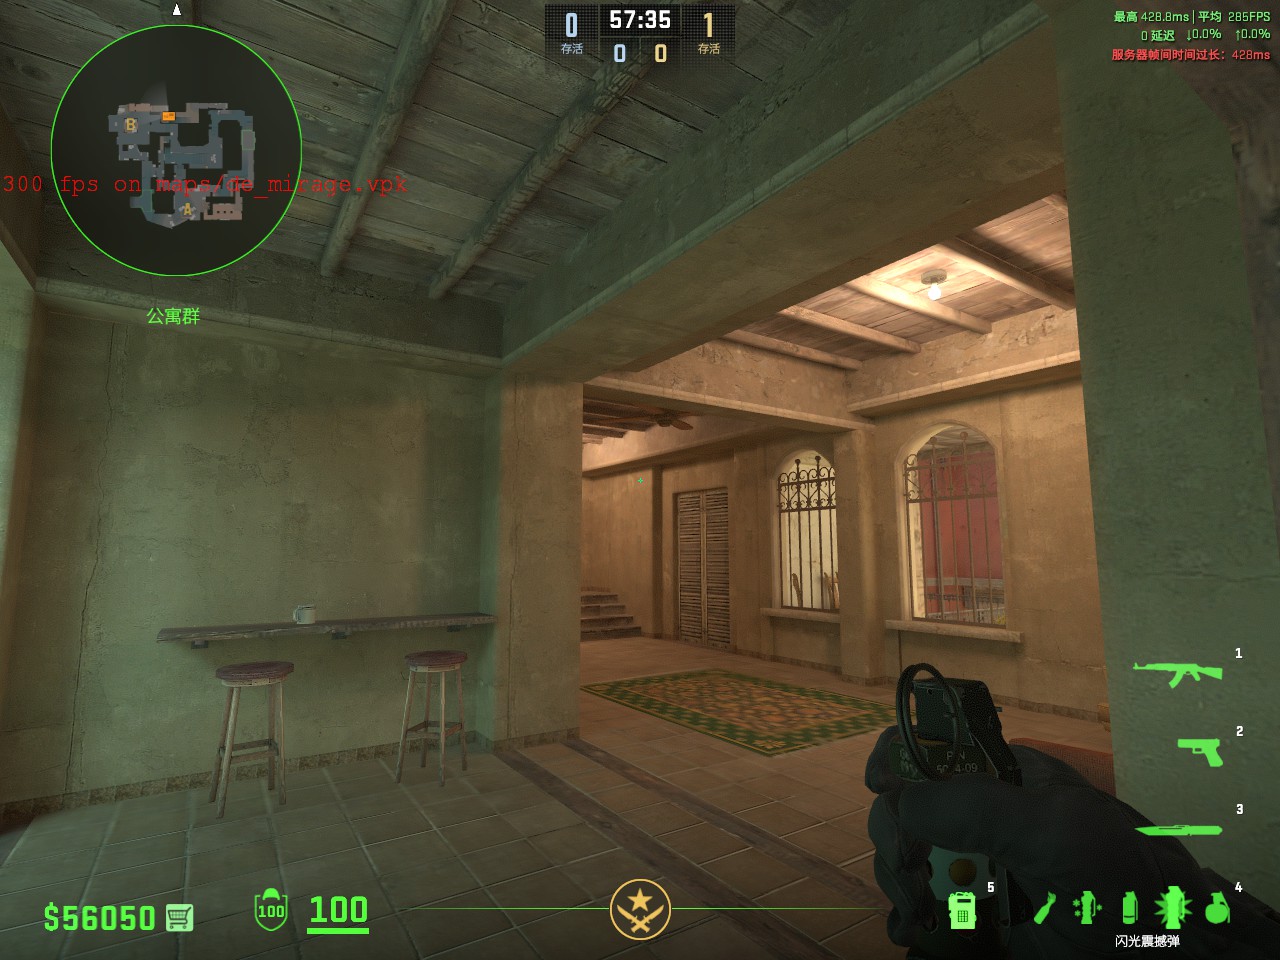 0 57:35 1
存活 0 0 存活
最高 428.8ms | 平均 285FPS
0 延迟 ↓0.0% ↑0.0%
服务器帧间时间过长: 428ms
B
300 fps on maps/de_mirage.vpk
A
公寓群
1
2
3
5
4
$56050
100
100
闪光震撼弹